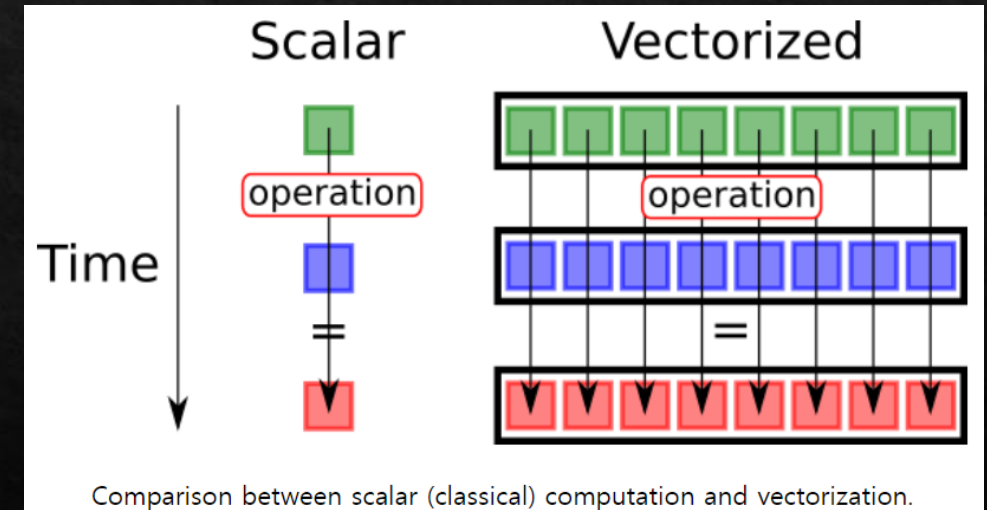 Scalar
Vectorized
operation
operation
Time
=
=
Comparison between scalar (classical) computation and vectorization.